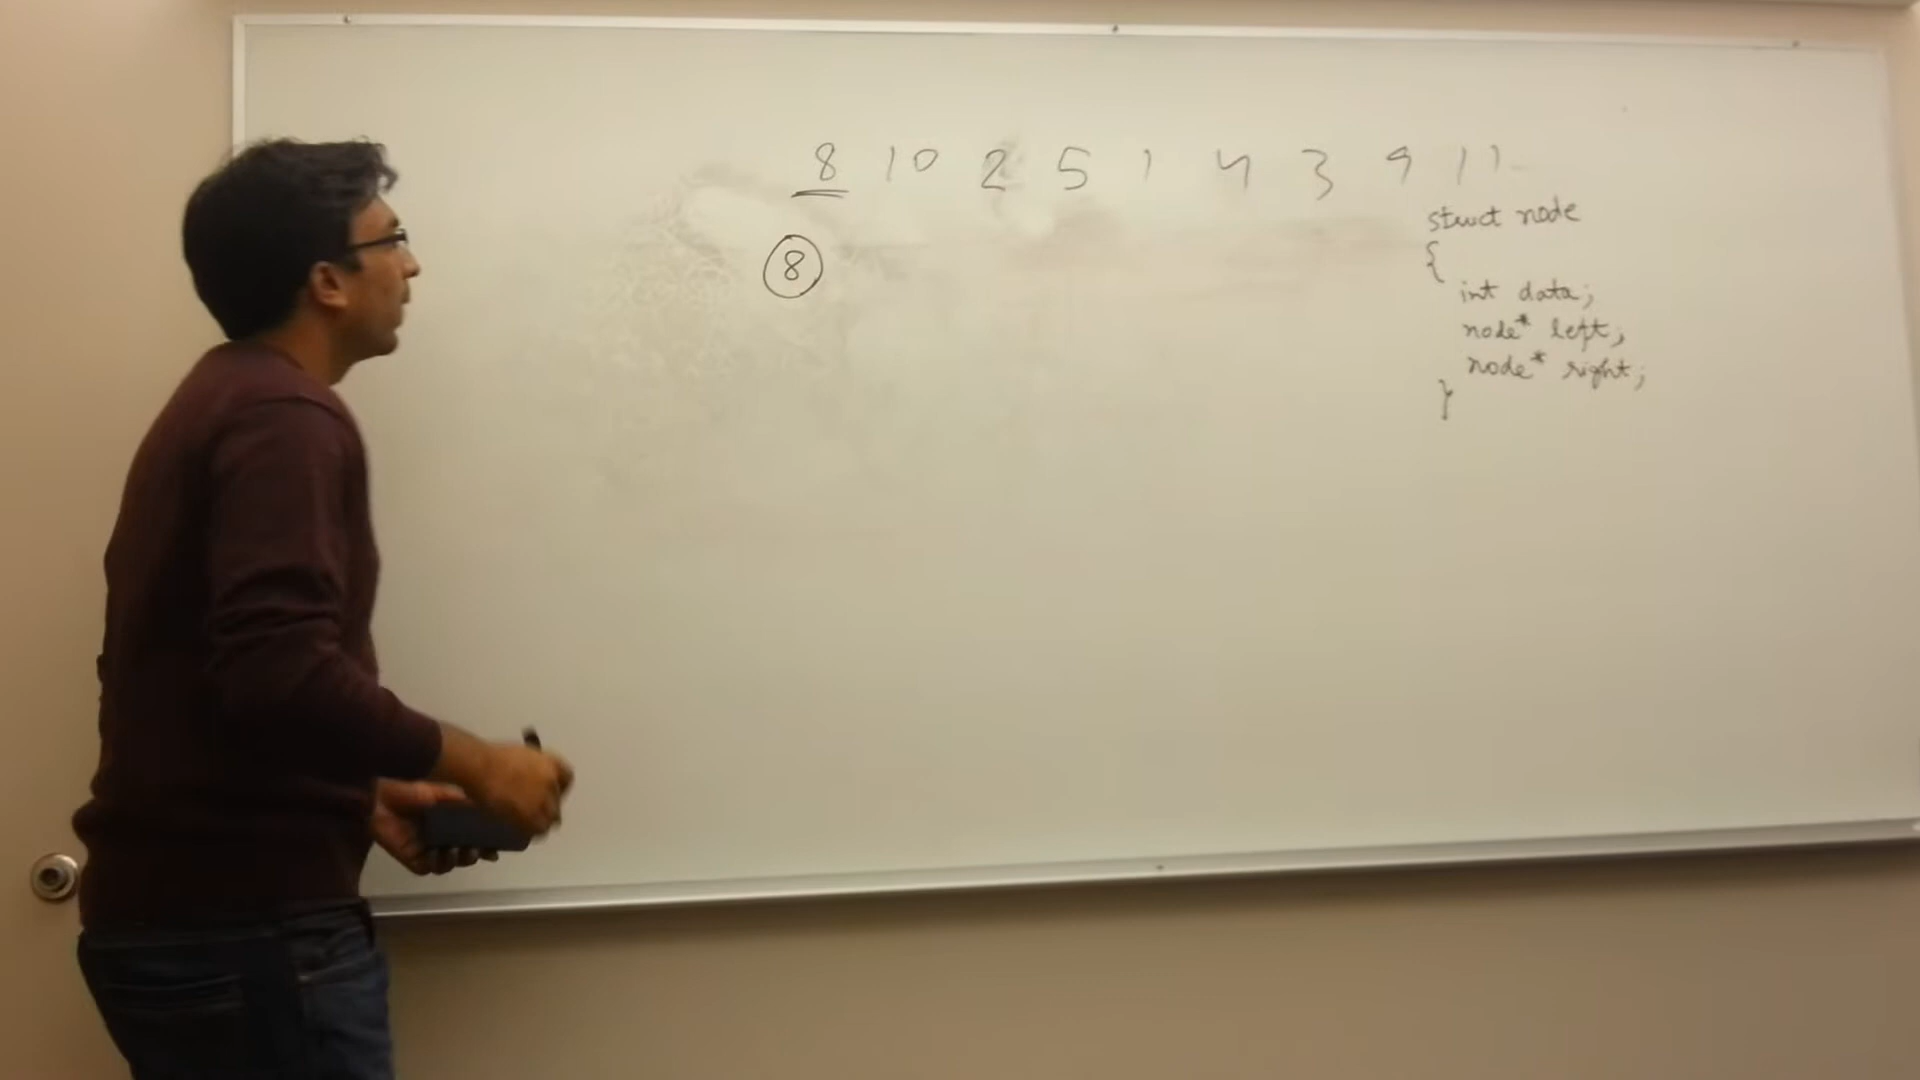 8 10 2 5 1 4 3 9 11
8
struct node
{
int data;
node* left;
node* right;
}